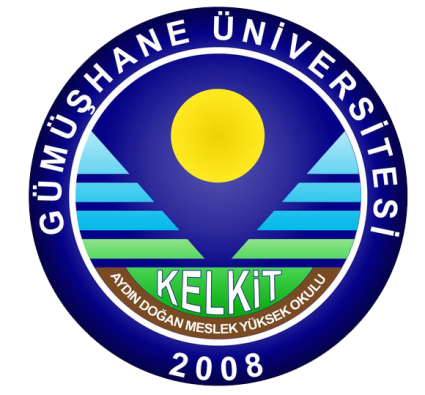 GÜMÜŞHANE ÜNİVERSİTESİ
KELKİT
AYDIN DOĞAN MESLEK YÜKSEK OKULU
2008